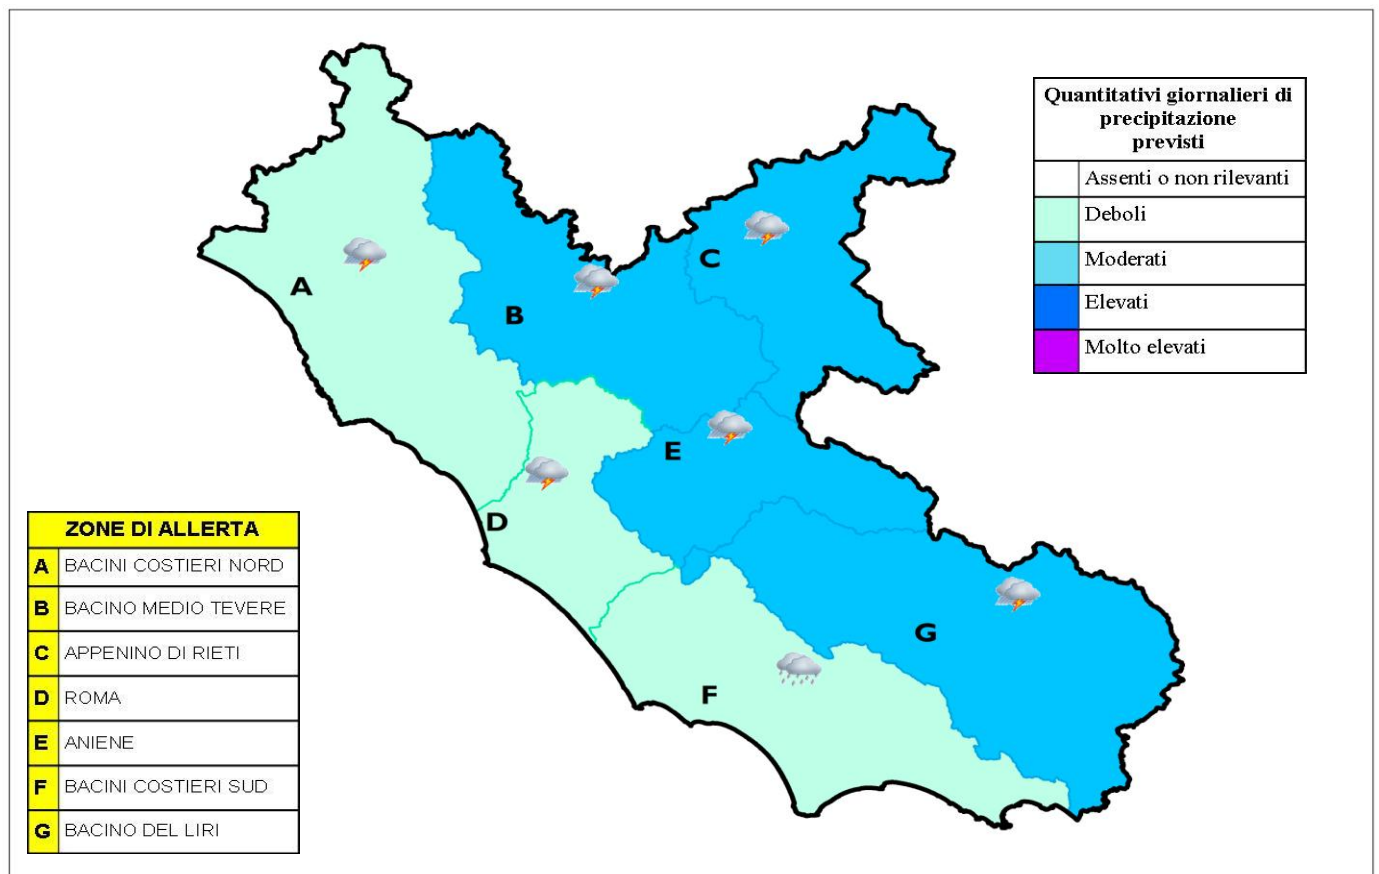 Quantitativi giornalieri di
precipitazione
previsti
Assenti o non rilevanti
Deboli
Moderati
Elevati
Molto elevati
A
B
C
D
E
F
G
ZONE DI ALLERTA
A BACINI COSTIERI NORD
B BACINO MEDIO TEVERE
C APPENINO DI RIETI
D ROMA
E ANIENE
F BACINI COSTIERI SUD
G BACINO DEL LIRI